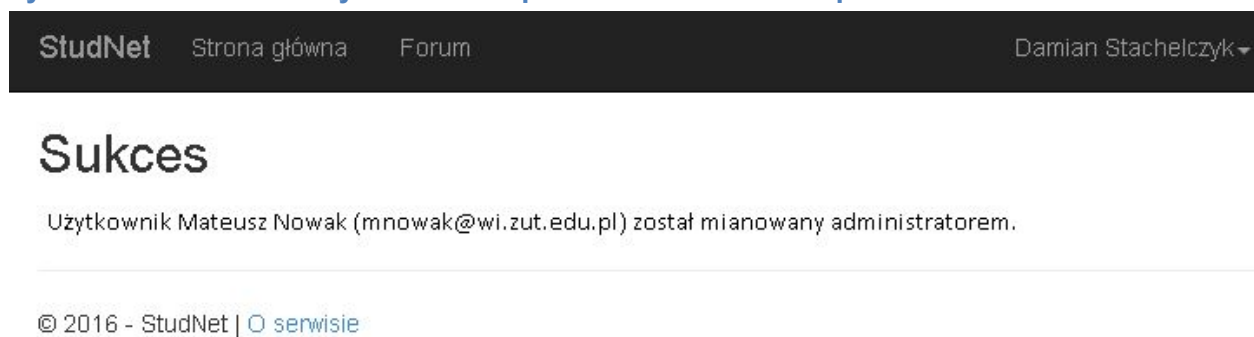 StudNet Strona główna Forum Damian Stachelczyk
Sukces
Użytkownik Mateusz Nowak (mnowak@wi.zut.edu.pl) został mianowany administratorem.
© 2016 - StudNet | O serwisie